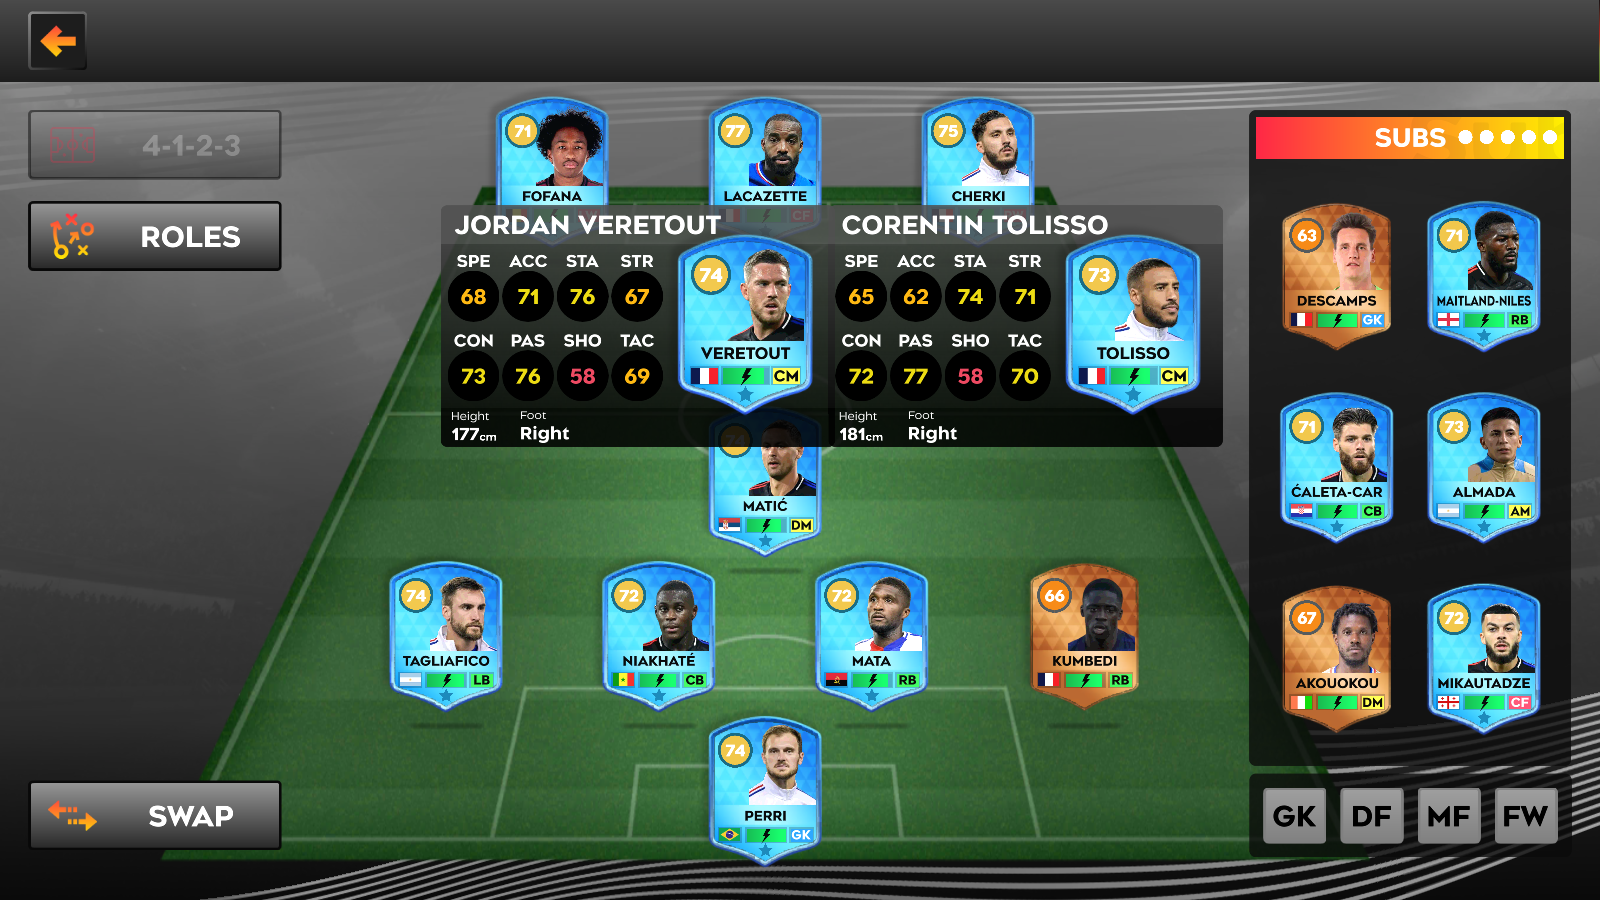 4-1-2-3
ROLES
71
FOFANA
77
LACAZETTE
CF
75
CHERKI
JORDAN VERETOUT
SPE ACC STA STR
68 71 76 67
CON PAS SHO TAC
73 76 58 69
Height Foot
177cm Right
74
VERETOUT
CM
CORENTIN TOLISSO
SPE ACC STA STR
65 62 74 71
CON PAS SHO TAC
72 77 58 70
Height Foot
181cm Right
73
TOLISSO
CM
74
MATIĆ
DM
74
TAGLIAFICO
LB
72
NIAKHATÉ
CB
72
MATA
RB
66
KUMBEDI
RB
74
PERRI
GK
SUBS
63
DESCAMPS
GK
71
MAITLAND-NILES
RB
71
ĆALETA-CAR
CB
73
ALMADA
AM
67
AKOUOKOU
DM
72
MIKAUTADZE
CF
SWAP
GK DF MF FW